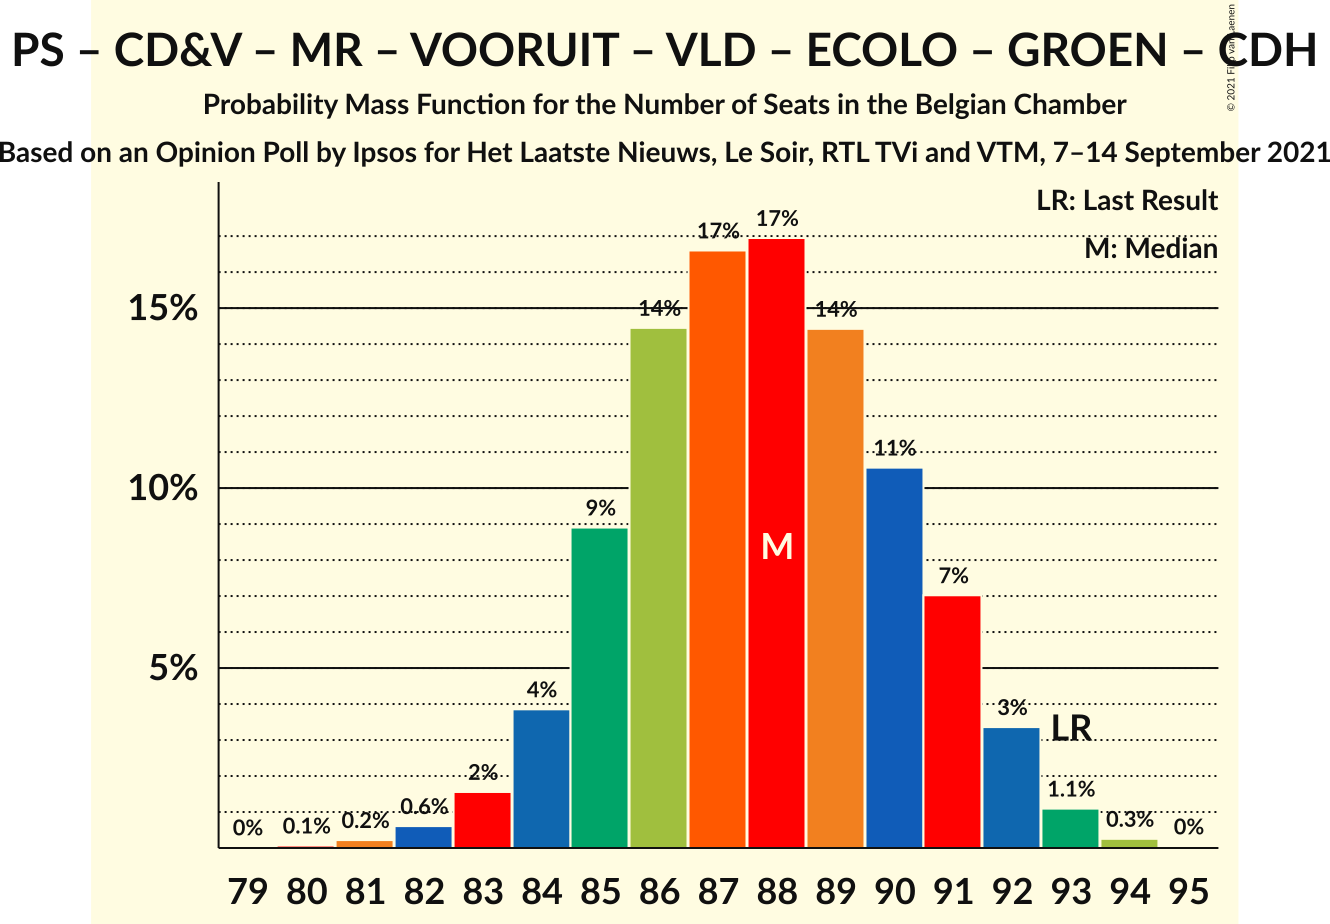 PS – CD&V – MR – VOORUIT – VLD – ECOLO – GROEN – CDH
Probability Mass Function for the Number of Seats in the Belgian Chamber
Based on an Opinion Poll by Ipsos for Het Laatste Nieuws, Le Soir, RTL TVi and VTM, 7–14 September 2021
© 2021 Filip van Laenen
LR: Last Result
M: Median
15%
10%
5%
0%
0.1%
0.2%
0.6%
2%
4%
9%
14%
17%
17%
14%
11%
7%
3%
1.1%
0.3%
0%
M
LR
79 80 81 82 83 84 85 86 87 88 89 90 91 92 93 94 95